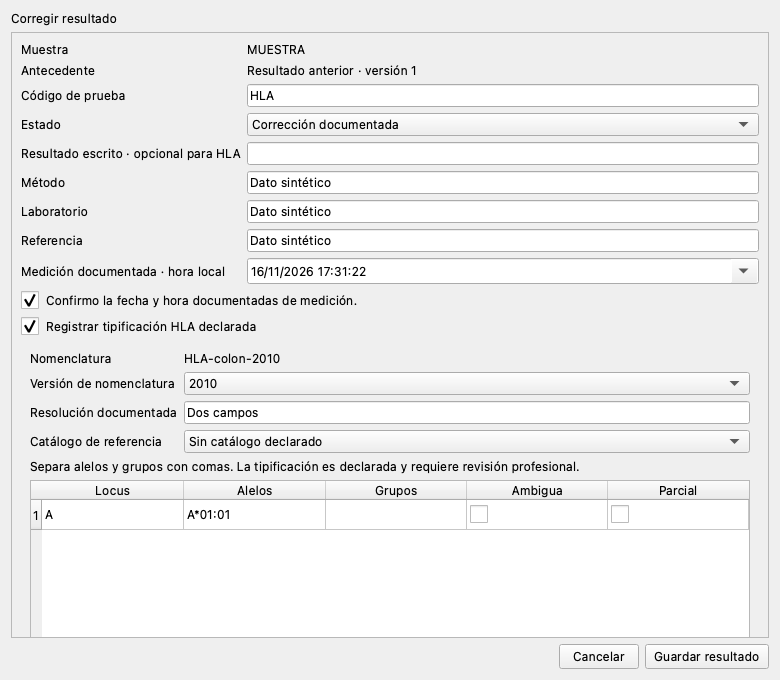 Corregir resultado
Muestra MUESTRA
Antecedente Resultado anterior · versión 1
Código de prueba HLA
Estado Corrección documentada
Resultado escrito · opcional para HLA
Método Dato sintético
Laboratorio Dato sintético
Referencia Dato sintético
Medición documentada · hora local 16/11/2026 17:31:22
Confirmo la fecha y hora documentadas de medición.
Registrar tipificación HLA declarada
Nomenclatura HLA-colon-2010
Versión de nomenclatura 2010
Resolución documentada Dos campos
Catálogo de referencia Sin catálogo declarado
Separa alelos y grupos con comas. La tipificación es declarada y requiere revisión profesional.
Locus Alelos Grupos Ambigua Parcial
1 A A*01:01
Cancelar Guardar resultado